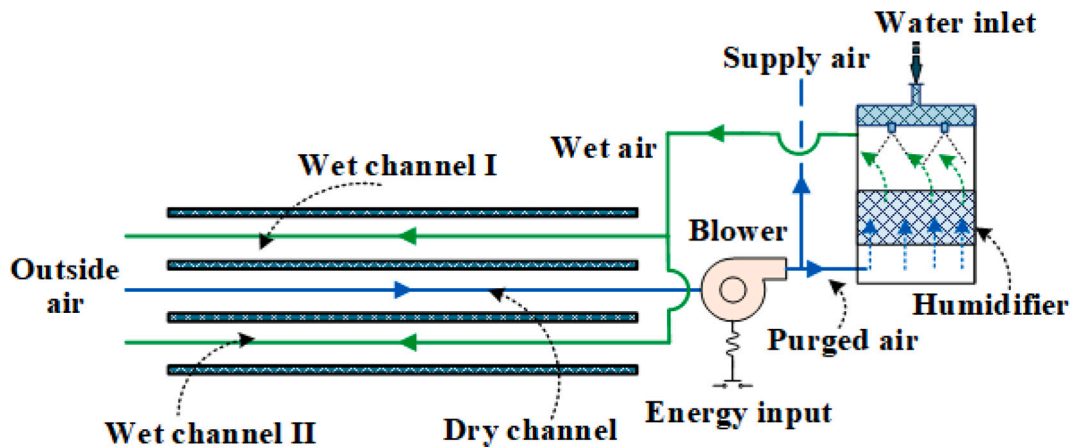 Water inlet
Supply air
Wet air
Wet channel I
Blower
Outside
air
Humidifier
Purged air
Energy input
Wet channel II
Dry channel